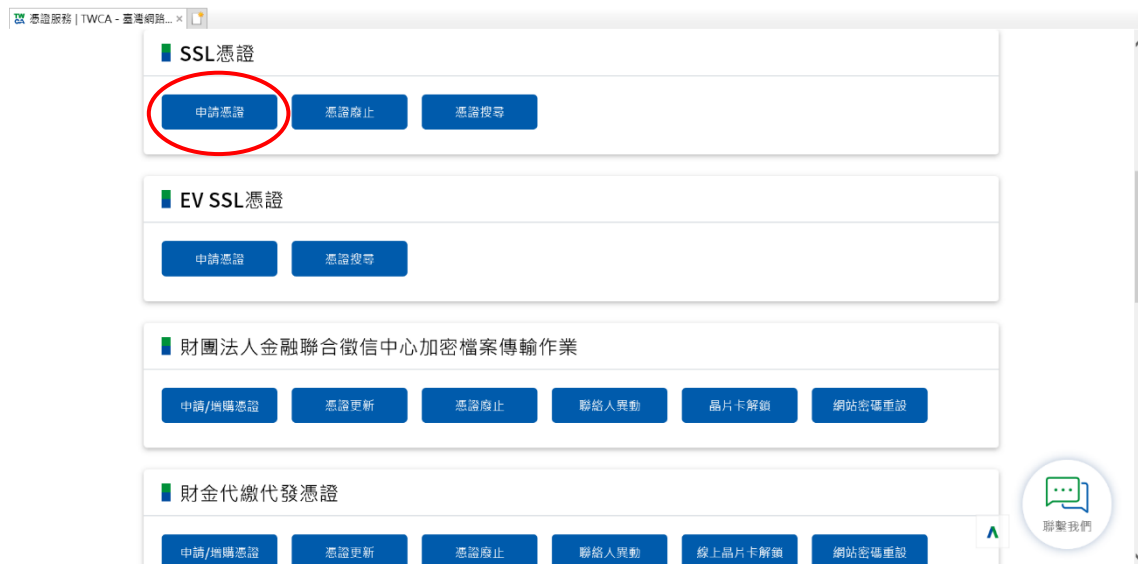 憑證服務 | TWCA - 臺灣網路...
SSL憑證
申請憑證 憑證廢止 憑證搜尋
EV SSL憑證
申請憑證 憑證搜尋
財團法人金融聯合徵信中心加密檔案傳輸作業
申請/增購憑證 憑證更新 憑證廢止 聯絡人異動 晶片卡解鎖 網站密碼重設
財金代繳代發憑證
申請/增購憑證 憑證更新 憑證廢止 聯絡人異動 線上晶片卡解鎖 網站密碼重設
聯繫我們